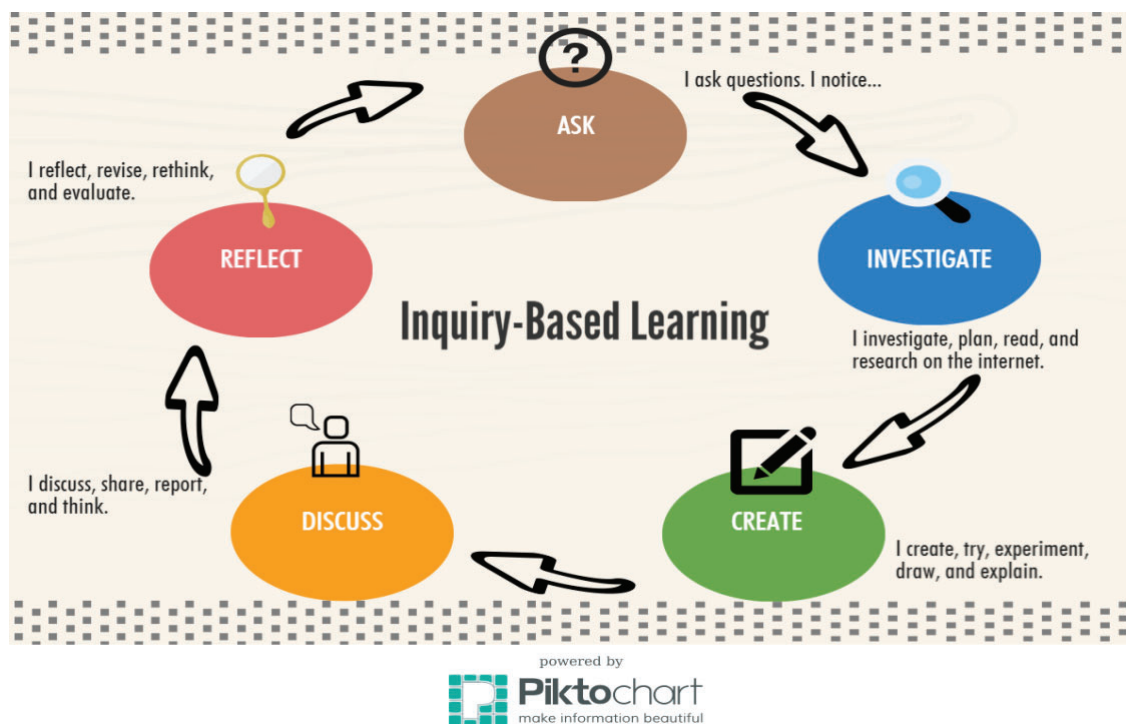 ?
ASK
I ask questions. I notice...
INVESTIGATE
I investigate, plan, read, and
research on the internet.
CREATE
I create, try, experiment,
draw, and explain.
DISCUSS
I discuss, share, report,
and think.
REFLECT
I reflect, revise, rethink,
and evaluate.
Inquiry-Based Learning
powered by
Piktochart
make information beautiful